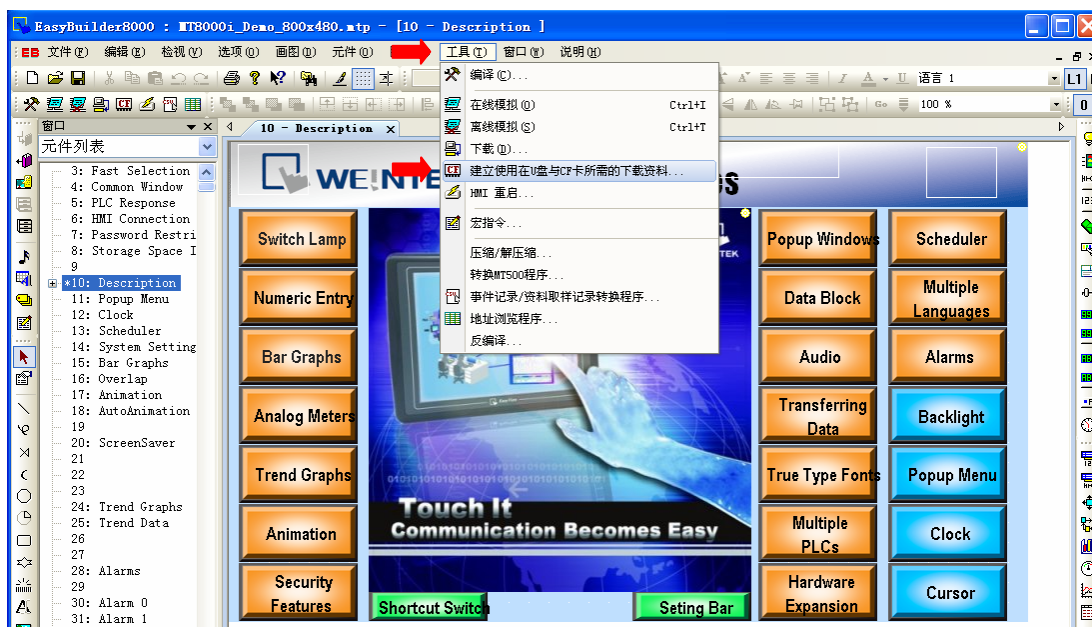 EasyBuilder8000 : MT8000i_Demo_800x480.mtp - [10 - Description ]
EB 文件(F) 编辑(E) 检视(V) 选项(O) 画图(D) 元件(O) 工具(T) 窗口(W) 说明(H)
语言 1
L1
Go 100 % 0
窗口
元件列表
3: Fast Selection
4: Common Window
5: PLC Response
6: HMI Connection
7: Password Restri
8: Storage Space I
9
*10: Description
11: Popup Menu
12: Clock
13: Scheduler
14: System Setting
15: Bar Graphs
16: Overlap
17: Animation
18: AutoAnimation
19
20: ScreenSaver
21
22
23
24: Trend Graphs
25: Trend Data
26
27
28: Alarms
29
30: Alarm 0
31: Alarm 1
10 - Description
编译(C)...
在线模拟(O) Ctrl+I
离线模拟(S) Ctrl+T
下载(D)...
建立使用在U盘与CF卡所需的下载资料...
HMI 重启...
宏指令...
压缩/解压缩...
转换MT500程序...
事件记录/资料取样记录转换程序...
地址浏览程序...
反编译...
WEINTE
s
TEK
Switch Lamp
Numeric Entry
Bar Graphs
Analog Meters
Trend Graphs
Animation
Security
Features
Touch It
Communication Becomes Easy
Shortcut Switch
Seting Bar
Popup Windows
Data Block
Audio
Transferring
Data
True Type Fonts
Multiple
PLCs
Hardware
Expansion
Scheduler
Multiple
Languages
Alarms
Backlight
Popup Menu
Clock
Cursor